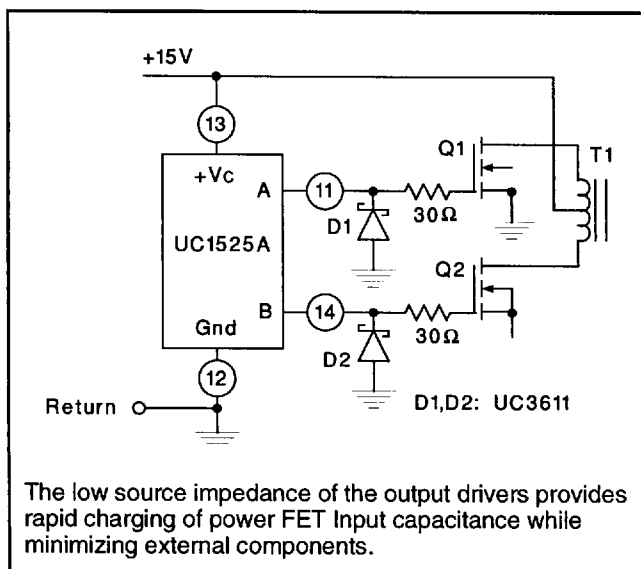 +15V
13
Q1
T1
+Vc
A
11
30Ω
D1
UC1525A
Q2
B
14
30Ω
Gnd
D2
12
D1,D2: UC3611
Return
The low source impedance of the output drivers provides
rapid charging of power FET Input capacitance while
minimizing external components.